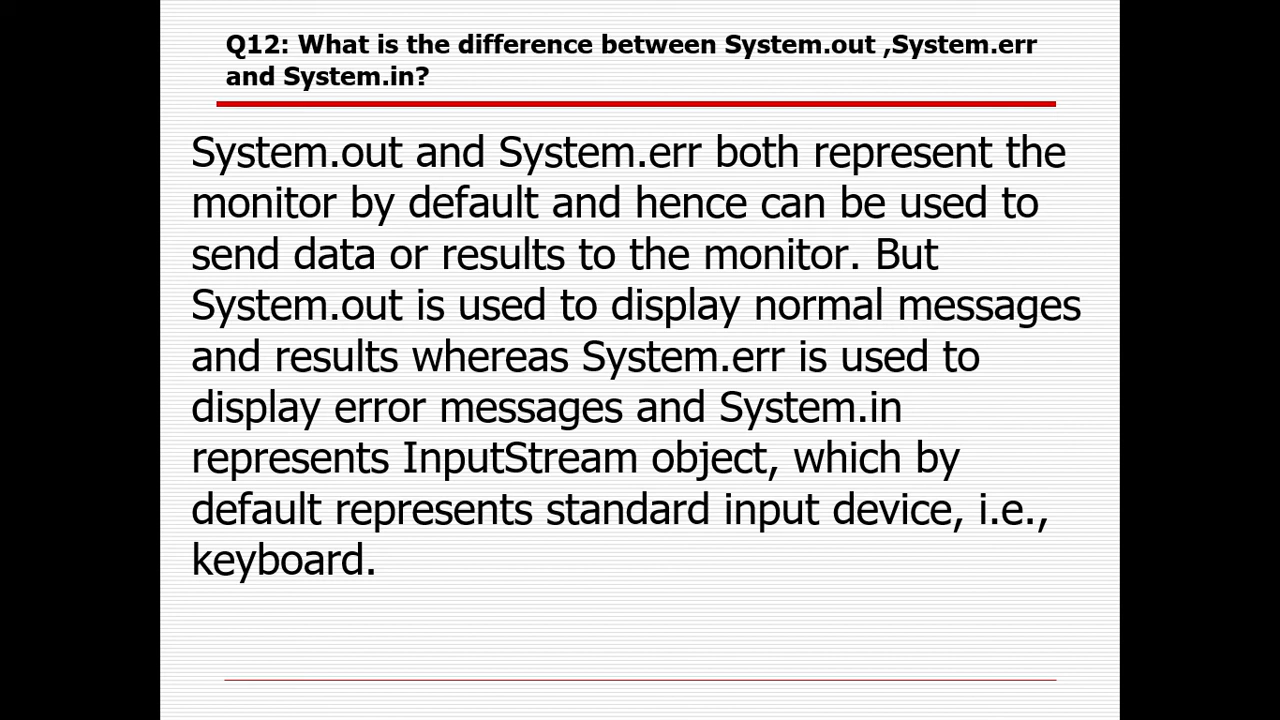 Q12: What is the difference between System.out ,System.err
and System.in?
System.out and System.err both represent the
monitor by default and hence can be used to
send data or results to the monitor. But
System.out is used to display normal messages
and results whereas System.err is used to
display error messages and System.in
represents InputStream object, which by
default represents standard input device, i.e.,
keyboard.